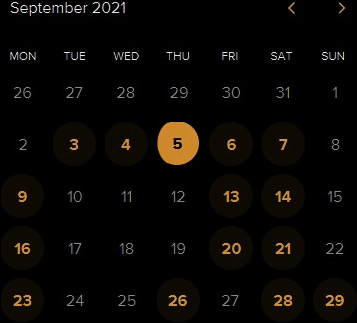 September 2021
MON TUE WED THU FRI SAT SUN
26 27 28 29 30 31 1
2 3 4 5 6 7 8
9 10 11 12 13 14 15
16 17 18 19 20 21 22
23 24 25 26 27 28 29